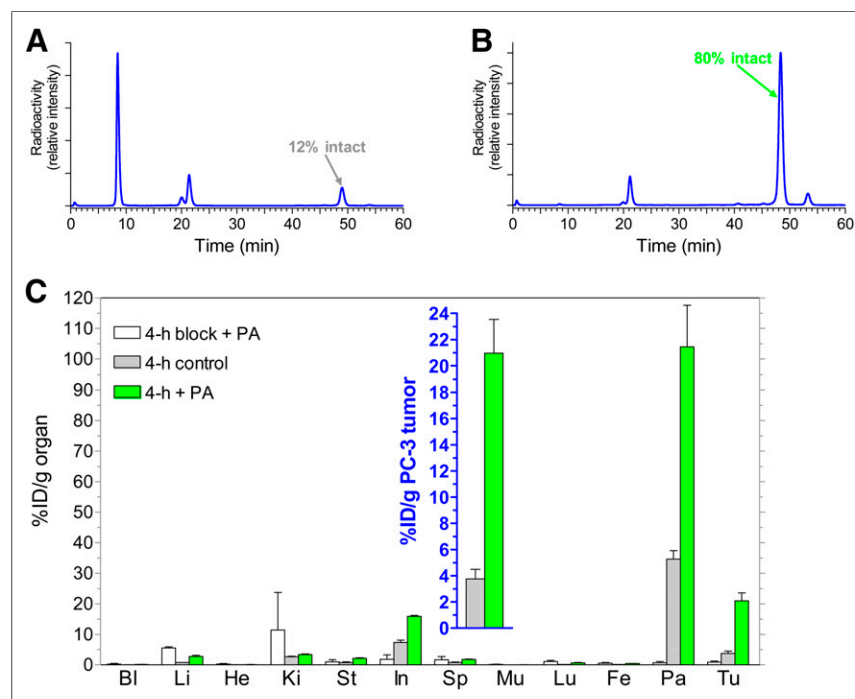 A
B
Radioactivity
(relative intensity)
12% intact
0 10 20 30 40 50 60
Time (min)
Radioactivity
(relative intensity)
80% intact
0 20 40 60
Time (min)
C
120
110
100
90
80
70
60
50
40
30
20
10
0
%ID/g organ
4-h block + PA
4-h control
4-h + PA
24
22
20
18
16
14
12
10
8
6
4
2
0
%ID/g PC-3 tumor
Bl Li He Ki St In Sp Mu Lu Fe Pa Tu